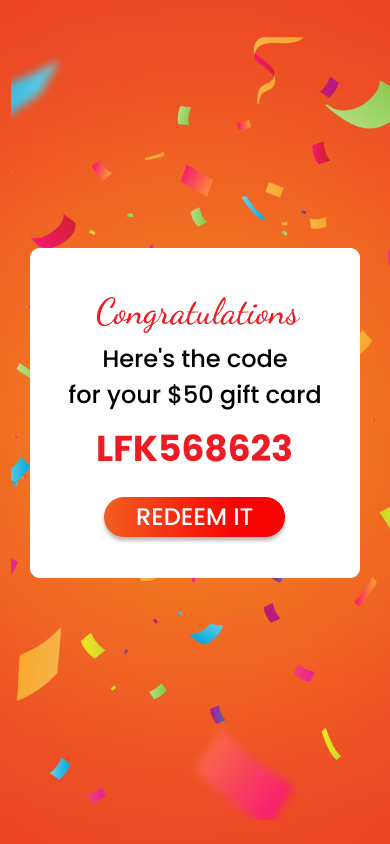 Congratulations
Here's the code
for your $50 gift card
LFK568623
REDEEM IT